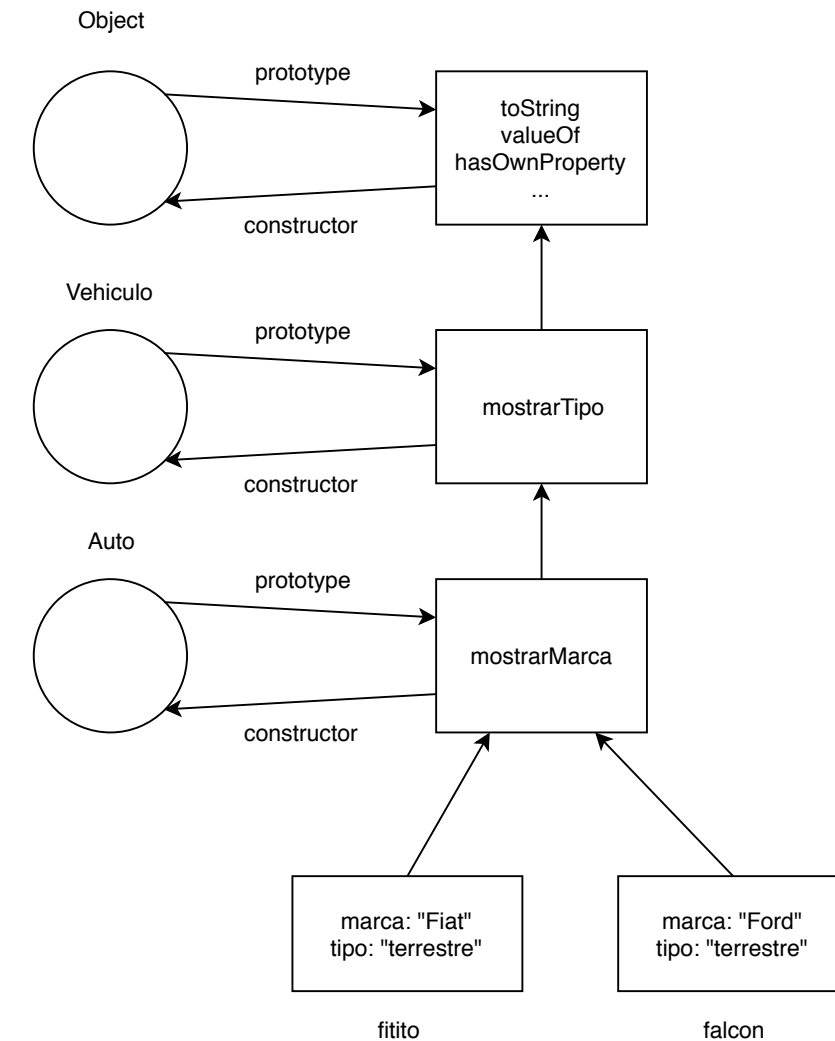 Object
prototype
toString
valueOf
hasOwnProperty
...
constructor
Vehiculo
prototype
mostrarTipo
constructor
Auto
prototype
mostrarMarca
constructor
marca: "Fiat"
tipo: "terrestre"
marca: "Ford"
tipo: "terrestre"
fitito
falcon